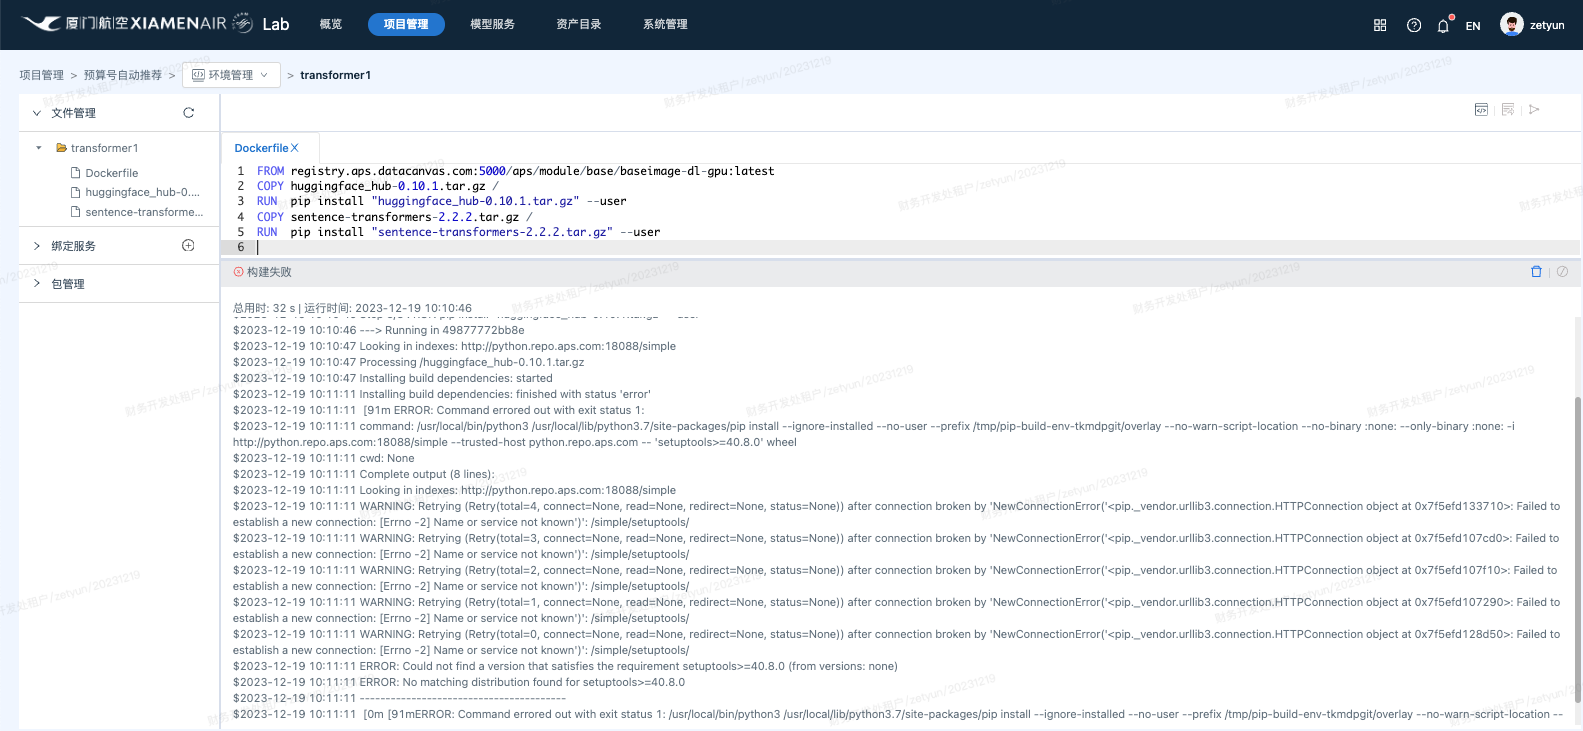 厦门航空 XIAMENAIR Lab 概览 项目管理 模型服务 资产目录 系统管理 EN zetyun
项目管理 > 预算号自动推荐 > 环境管理 > transformer1
文件管理
transformer1
Dockerfile
huggingface_hub-0....
sentence-transforme...
绑定服务
包管理
Dockerfile
1 FROM registry.aps.datacanvas.com:5000/aps/module/base/baseimage-dl-gpu:latest
2 COPY huggingface_hub-0.10.1.tar.gz /
3 RUN pip install "huggingface_hub-0.10.1.tar.gz" --user
4 COPY sentence-transformers-2.2.2.tar.gz /
5 RUN pip install "sentence-transformers-2.2.2.tar.gz" --user
6
构建失败
总用时: 32 s | 运行时间: 2023-12-19 10:10:46
$2023-12-19 10:10:46 ---> Running in 49877772bb8e
$2023-12-19 10:10:47 Looking in indexes: http://python.repo.aps.com:18088/simple
$2023-12-19 10:10:47 Processing /huggingface_hub-0.10.1.tar.gz
$2023-12-19 10:10:47 Installing build dependencies: started
$2023-12-19 10:11:11 Installing build dependencies: finished with status 'error'
$2023-12-19 10:11:11 [91m ERROR: Command errored out with exit status 1:
$2023-12-19 10:11:11 command: /usr/local/bin/python3 /usr/local/lib/python3.7/site-packages/pip install --ignore-installed --no-user --prefix /tmp/pip-build-env-tkmdpgit/overlay --no-warn-script-location --no-binary :none: --only-binary :none: -i
http://python.repo.aps.com:18088/simple --trusted-host python.repo.aps.com -- 'setuptools>=40.8.0' wheel
$2023-12-19 10:11:11 cwd: None
$2023-12-19 10:11:11 Complete output (8 lines):
$2023-12-19 10:11:11 Looking in indexes: http://python.repo.aps.com:18088/simple
$2023-12-19 10:11:11 WARNING: Retrying (Retry(total=4, connect=None, read=None, redirect=None, status=None)) after connection broken by 'NewConnectionError('<pip._vendor.urllib3.connection.HTTPConnection object at 0x7f5efd133710>: Failed to
establish a new connection: [Errno -2] Name or service not known')': /simple/setuptools/
$2023-12-19 10:11:11 WARNING: Retrying (Retry(total=3, connect=None, read=None, redirect=None, status=None)) after connection broken by 'NewConnectionError('<pip._vendor.urllib3.connection.HTTPConnection object at 0x7f5efd107cd0>: Failed to
establish a new connection: [Errno -2] Name or service not known')': /simple/setuptools/
$2023-12-19 10:11:11 WARNING: Retrying (Retry(total=2, connect=None, read=None, redirect=None, status=None)) after connection broken by 'NewConnectionError('<pip._vendor.urllib3.connection.HTTPConnection object at 0x7f5efd107f10>: Failed to
establish a new connection: [Errno -2] Name or service not known')': /simple/setuptools/
$2023-12-19 10:11:11 WARNING: Retrying (Retry(total=1, connect=None, read=None, redirect=None, status=None)) after connection broken by 'NewConnectionError('<pip._vendor.urllib3.connection.HTTPConnection object at 0x7f5efd107290>: Failed to
establish a new connection: [Errno -2] Name or service not known')': /simple/setuptools/
$2023-12-19 10:11:11 WARNING: Retrying (Retry(total=0, connect=None, read=None, redirect=None, status=None)) after connection broken by 'NewConnectionError('<pip._vendor.urllib3.connection.HTTPConnection object at 0x7f5efd128d50>: Failed to
establish a new connection: [Errno -2] Name or service not known')': /simple/setuptools/
$2023-12-19 10:11:11 ERROR: Could not find a version that satisfies the requirement setuptools>=40.8.0 (from versions: none)
$2023-12-19 10:11:11 ERROR: No matching distribution found for setuptools>=40.8.0
$2023-12-19 10:11:11 ----------------------------------------
$2023-12-19 10:11:11 [0m [91mERROR: Command errored out with exit status 1: /usr/local/bin/python3 /usr/local/lib/python3.7/site-packages/pip install --ignore-installed --no-user --prefix /tmp/pip-build-env-tkmdpgit/overlay --no-warn-script-location --
财务开发处租户/zetyun/20231219